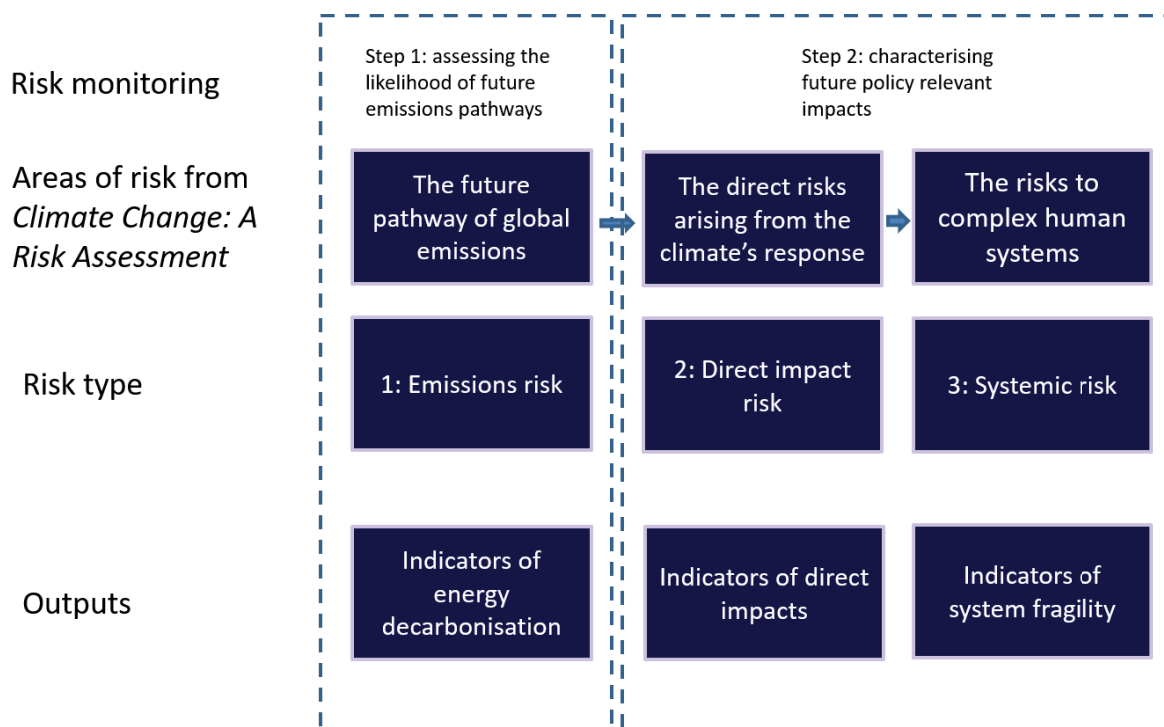 Risk monitoring
Step 1: assessing the
likelihood of future
emissions pathways
Step 2: characterising
future policy relevant
impacts
Areas of risk from
Climate Change: A
Risk Assessment
The future
pathway of global
emissions
The direct risks
arising from the
climate’s response
The risks to
complex human
systems
Risk type
1: Emissions risk
2: Direct impact
risk
3: Systemic risk
Outputs
Indicators of
energy
decarbonisation
Indicators of direct
impacts
Indicators of
system fragility